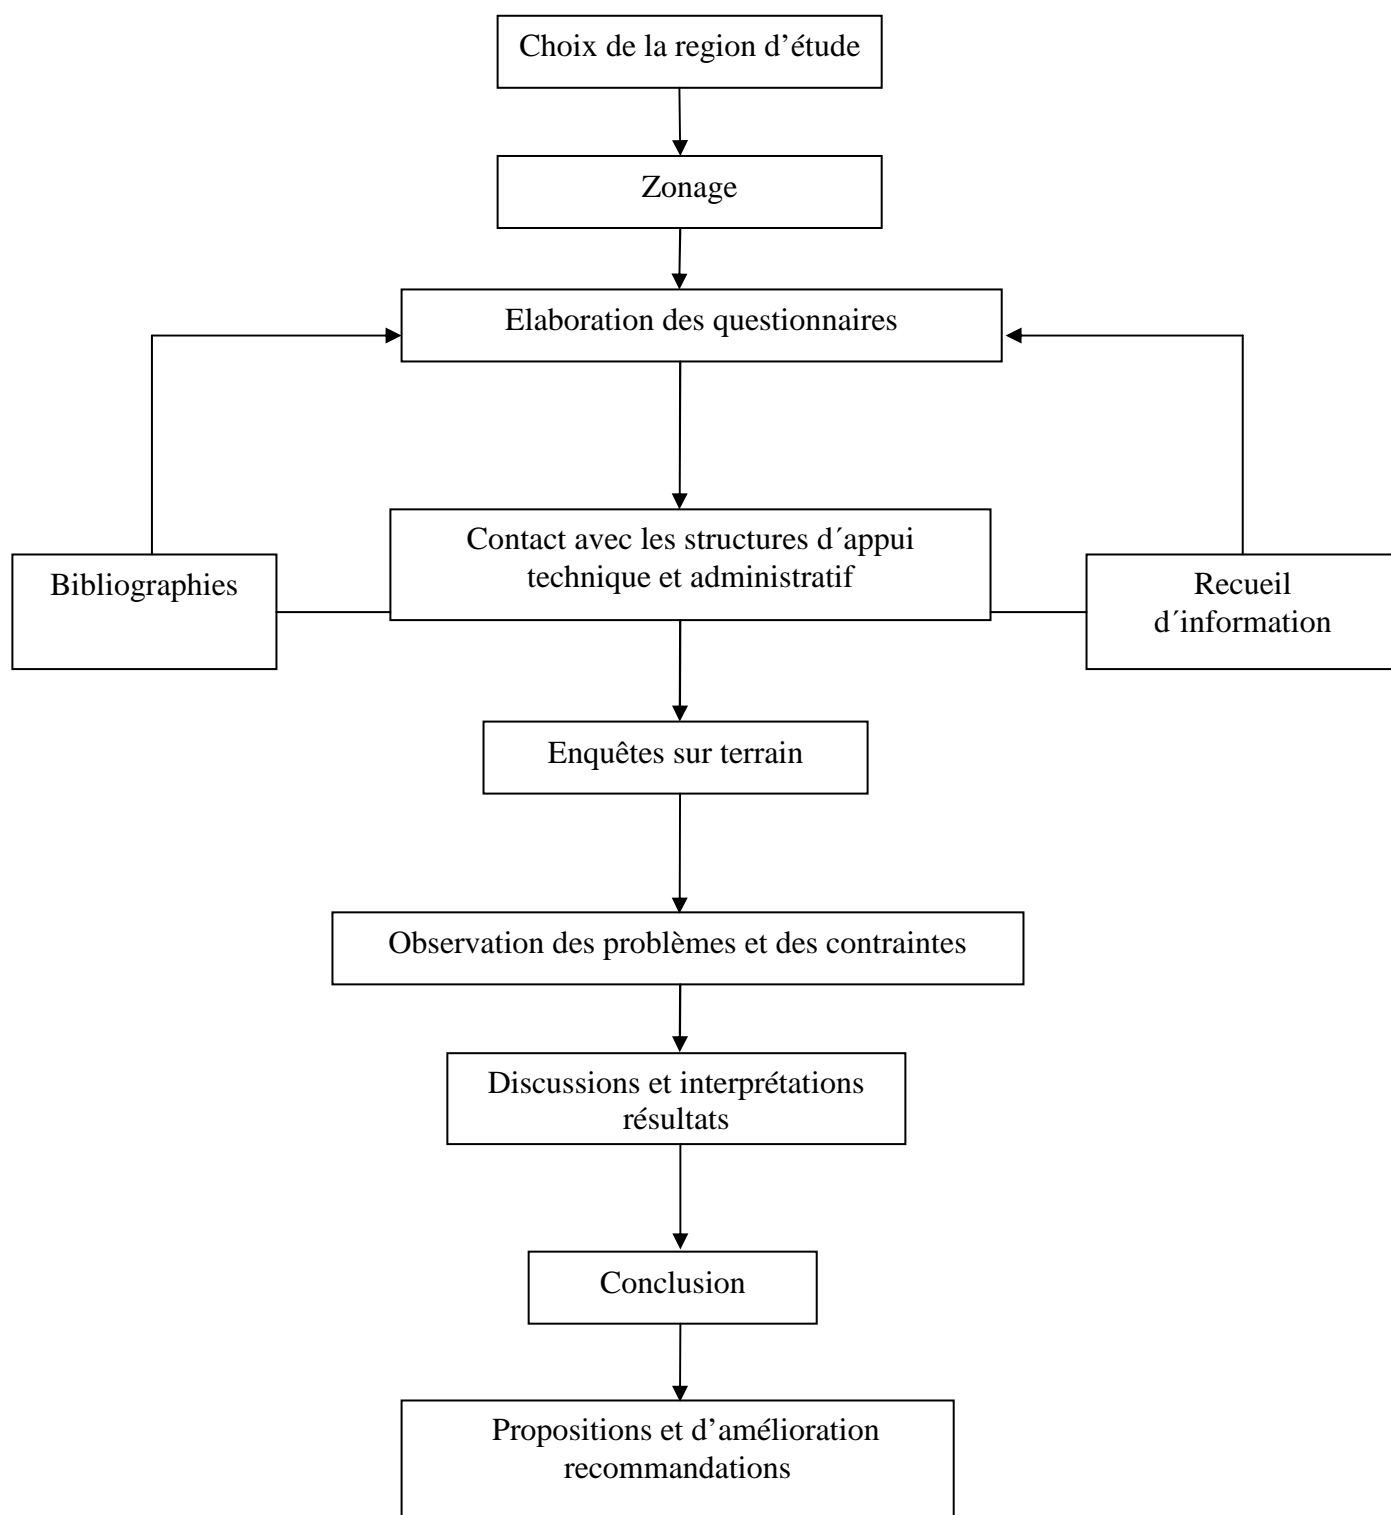 Choix de la region d’étude
Zonage
Elaboration des questionnaires
Contact avec les structures d´appui
technique et administratif
Bibliographies
Recueil
d´information
Enquêtes sur terrain
Observation des problèmes et des contraintes
Discussions et interprétations
résultats
Conclusion
Propositions et d’amélioration
recommandations